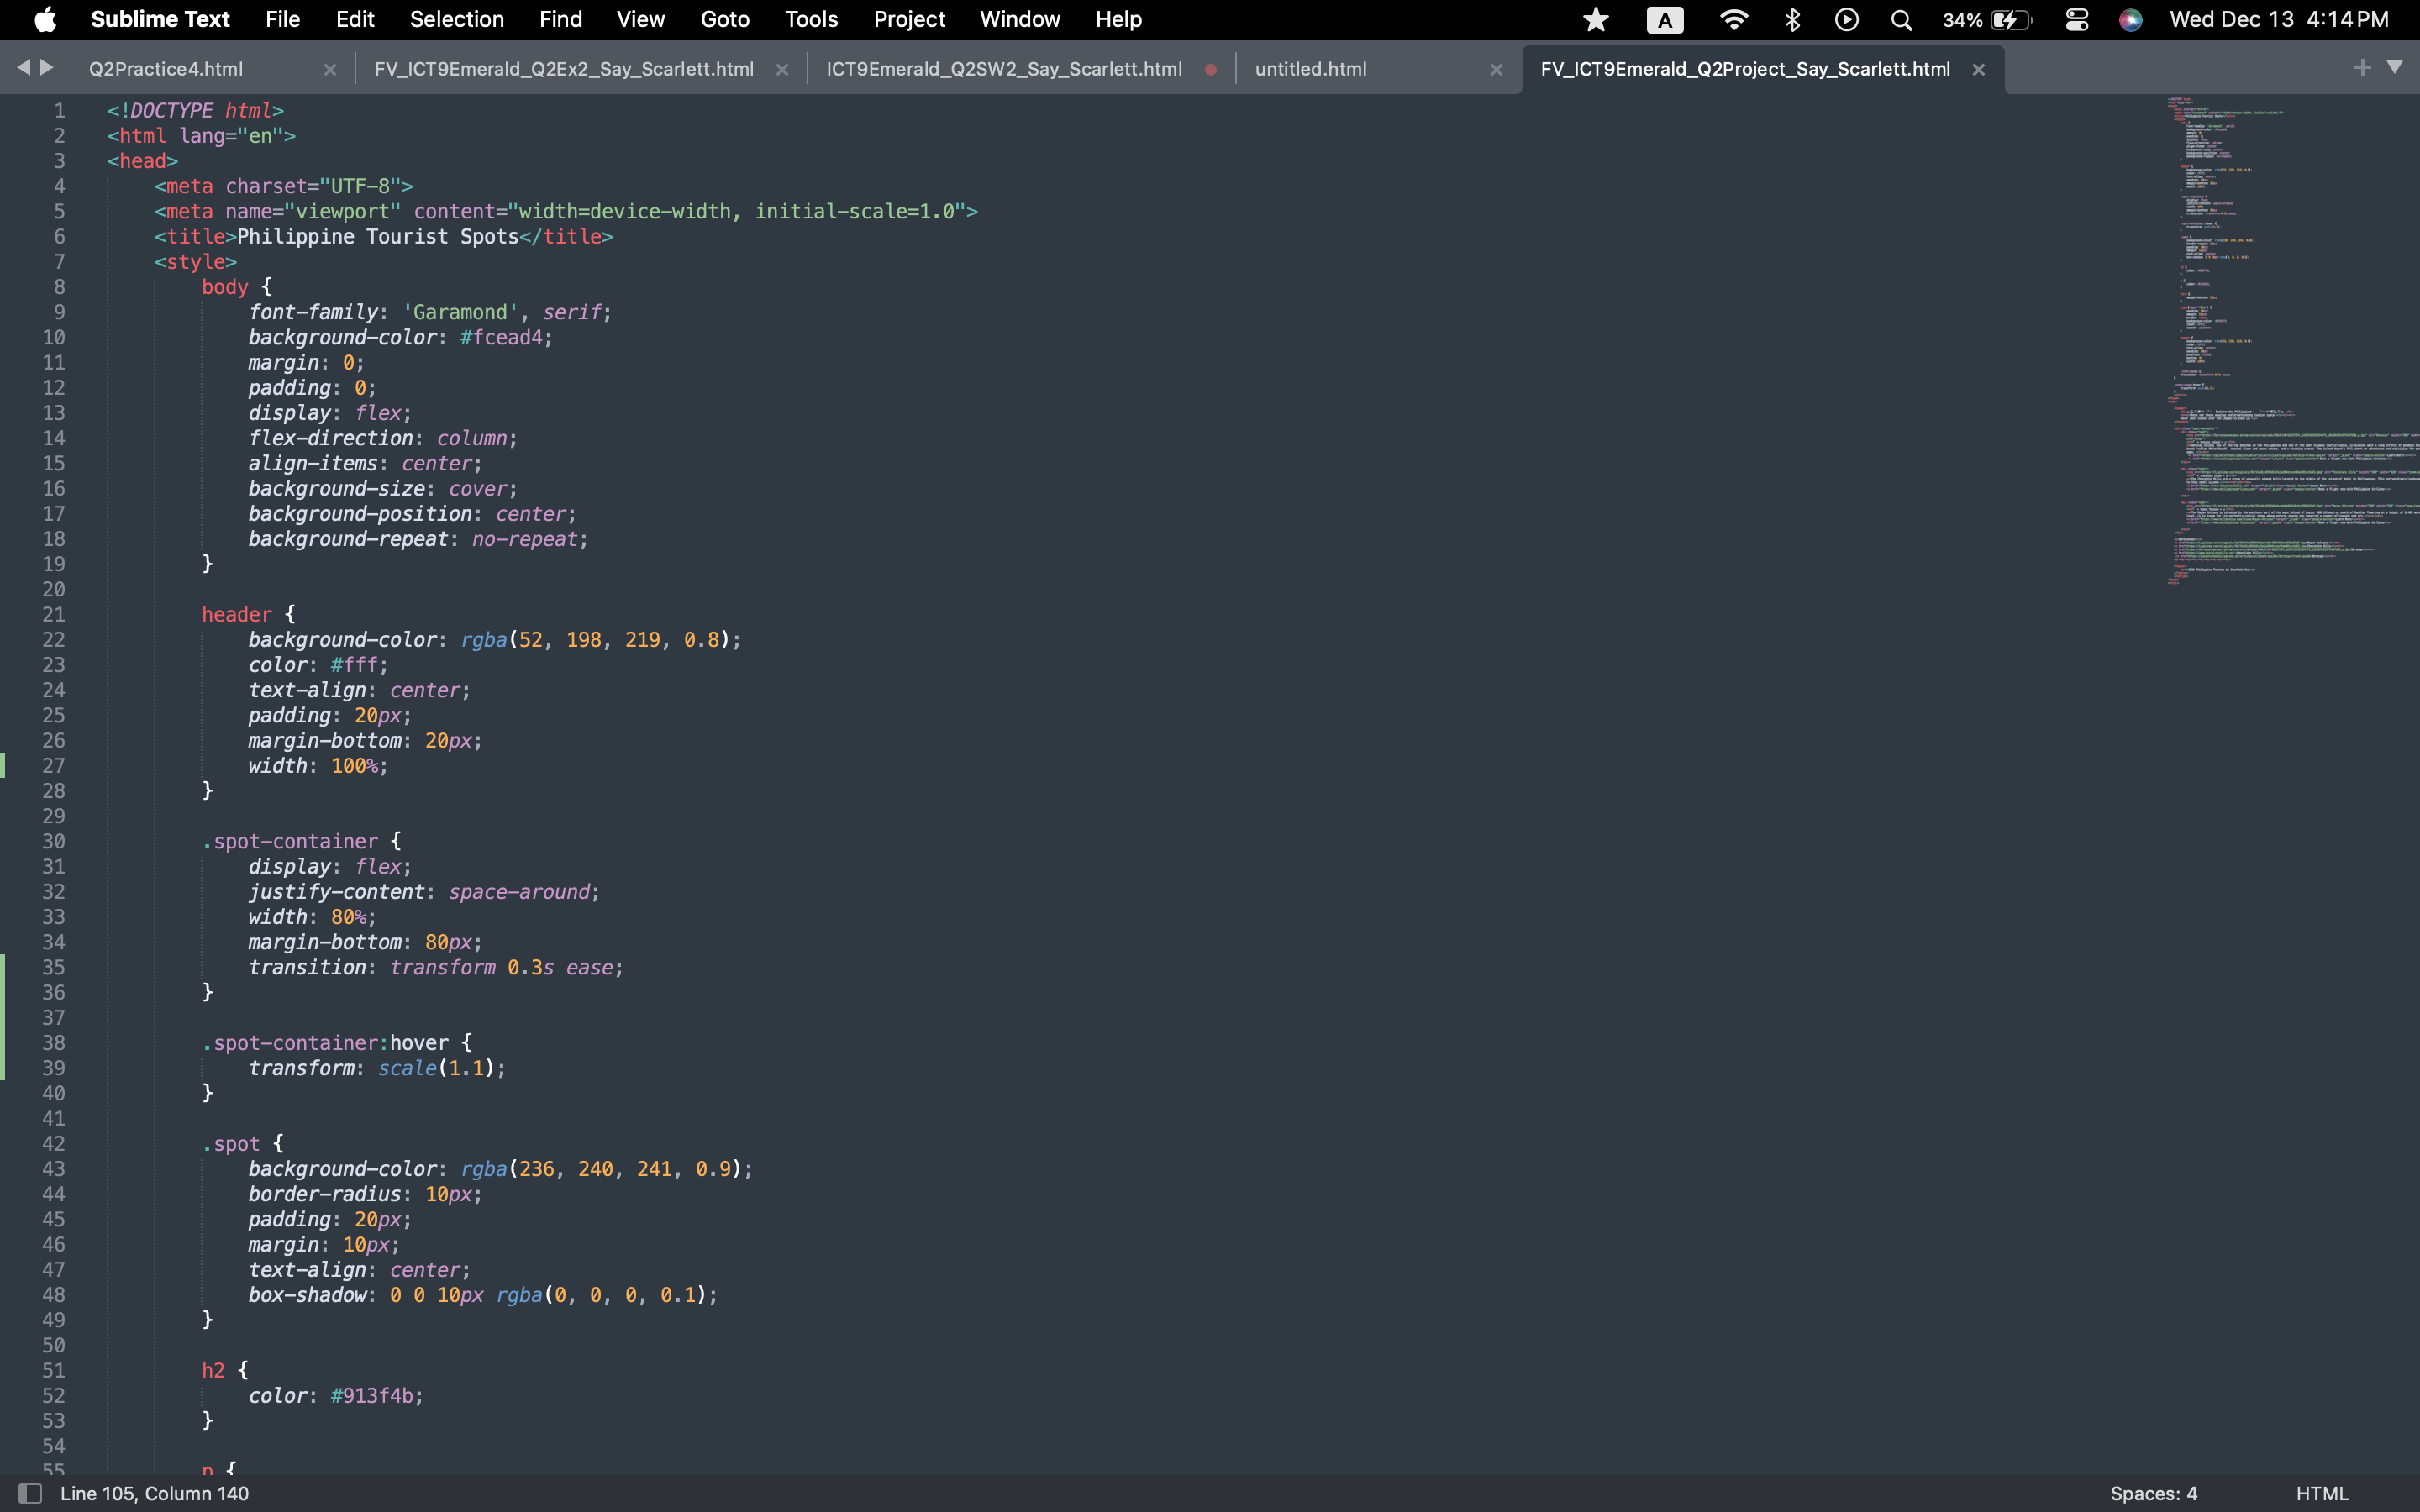 Sublime Text File Edit Selection Find View Goto Tools Project Window Help A 34% Wed Dec 13 4:14 PM
Q2Practice4.html FV_ICT9Emerald_Q2Ex2_Say_Scarlett.html ICT9Emerald_Q2SW2_Say_Scarlett.html untitled.html FV_ICT9Emerald_Q2Project_Say_Scarlett.html
1 <!DOCTYPE html>
2 <html lang="en">
3 <head>
4 <meta charset="UTF-8">
5 <meta name="viewport" content="width=device-width, initial-scale=1.0">
6 <title>Philippine Tourist Spots</title>
7 <style>
8 body {
9 font-family: 'Garamond', serif;
10 background-color: #fcead4;
11 margin: 0;
12 padding: 0;
13 display: flex;
14 flex-direction: column;
15 align-items: center;
16 background-size: cover;
17 background-position: center;
18 background-repeat: no-repeat;
19 }
20
21 header {
22 background-color: rgba(52, 198, 219, 0.8);
23 color: #fff;
24 text-align: center;
25 padding: 20px;
26 margin-bottom: 20px;
27 width: 100%;
28 }
29
30 .spot-container {
31 display: flex;
32 justify-content: space-around;
33 width: 80%;
34 margin-bottom: 80px;
35 transition: transform 0.3s ease;
36 }
37
38 .spot-container:hover {
39 transform: scale(1.1);
40 }
41
42 .spot {
43 background-color: rgba(236, 240, 241, 0.9);
44 border-radius: 10px;
45 padding: 20px;
46 margin: 10px;
47 text-align: center;
48 box-shadow: 0 0 10px rgba(0, 0, 0, 0.1);
49 }
50
51 h2 {
52 color: #913f4b;
53 }
54
55 p {
Line 105, Column 140 Spaces: 4 HTML